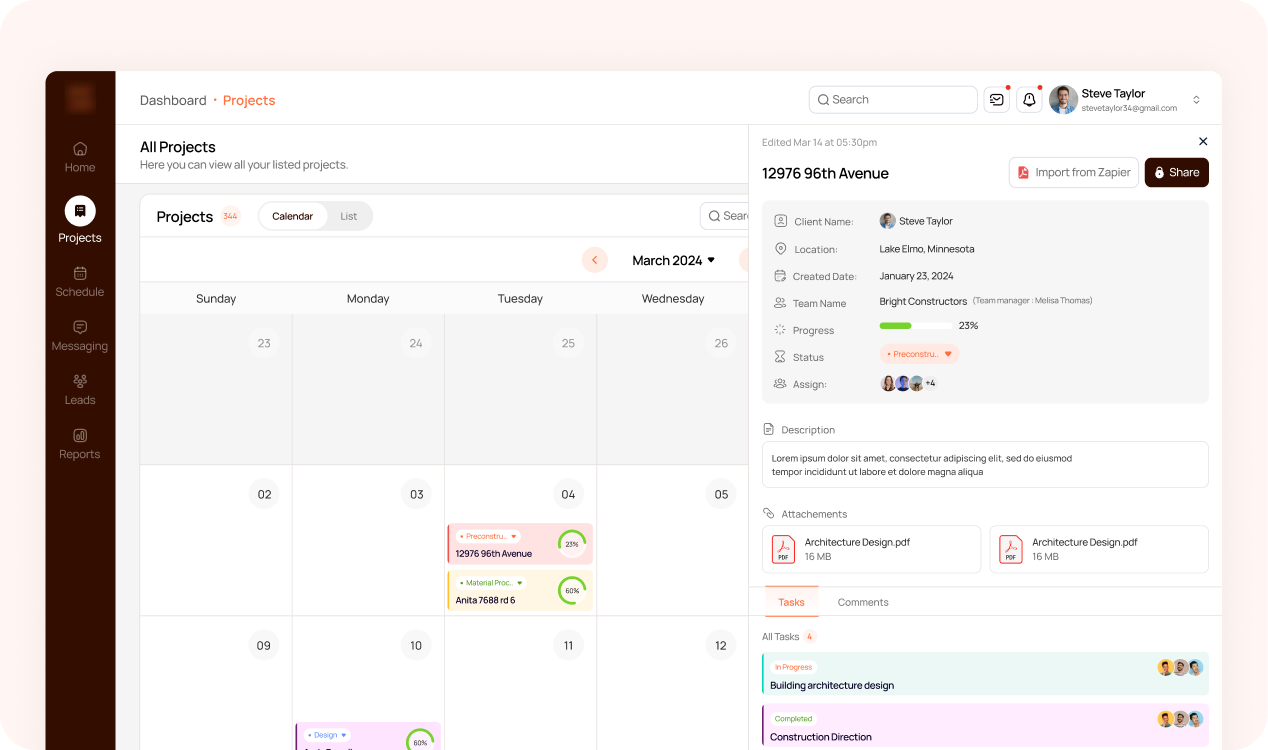 Dashboard • Projects
Search
Steve Taylor
stevetaylor34@gmail.com
Home
Projects
Schedule
Messaging
Leads
Reports
All Projects
Here you can view all your listed projects.
Projects 344
Calendar
List
Sear
March 2024
Sunday Monday Tuesday Wednesday
23 24 25 26
02 03 04 05
• Preconstru..
12976 96th Avenue
23%
• Material Proc..
Anita 7688 rd 6
60%
09 10 11 12
• Design
60%
Edited Mar 14 at 05:30pm
12976 96th Avenue
Import from Zapier
Share
Client Name: Steve Taylor
Location: Lake Elmo, Minnesota
Created Date: January 23, 2024
Team Name Bright Constructors (Team manager : Melisa Thomas)
Progress 23%
Status • Preconstru..
Assign: +4
Description
Lorem ipsum dolor sit amet, consectetur adipiscing elit, sed do eiusmod
tempor incididunt ut labore et dolore magna aliqua
Attachements
PDF
Architecture Design.pdf
16 MB
PDF
Architecture Design.pdf
16 MB
Tasks
Comments
All Tasks 4
In Progress
Building architecture design
Completed
Construction Direction